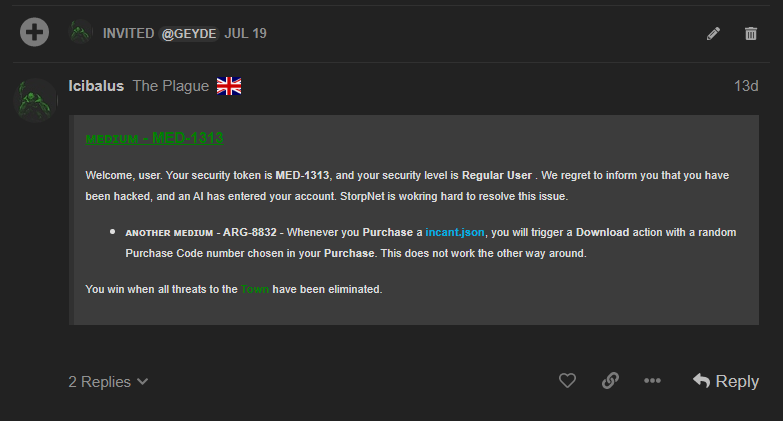 INVITED @GEYDE JUL 19
Icibalus The Plague 13d
ᴍᴇᴅɪᴜᴍ - MED-1313
Welcome, user. Your security token is MED-1313, and your security level is Regular User . We regret to inform you that you have
been hacked, and an AI has entered your account. StorpNet is wokring hard to resolve this issue.
• ᴀɴᴏᴛʜᴇʀ ᴍᴇᴅɪᴜᴍ - ARG-8832 - Whenever you Purchase a incant.json, you will trigger a Download action with a random
Purchase Code number chosen in your Purchase. This does not work the other way around.
You win when all threats to the Town have been eliminated.
2 Replies Reply